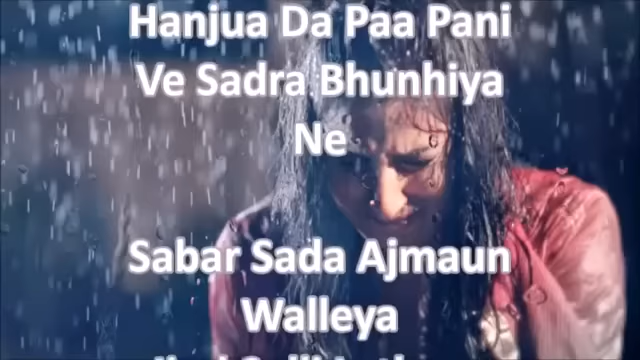 Hanjua Da Paa Pani
Ve Sadra Bhunhiya
Ne
Sabar Sada Ajmaun
Walleya